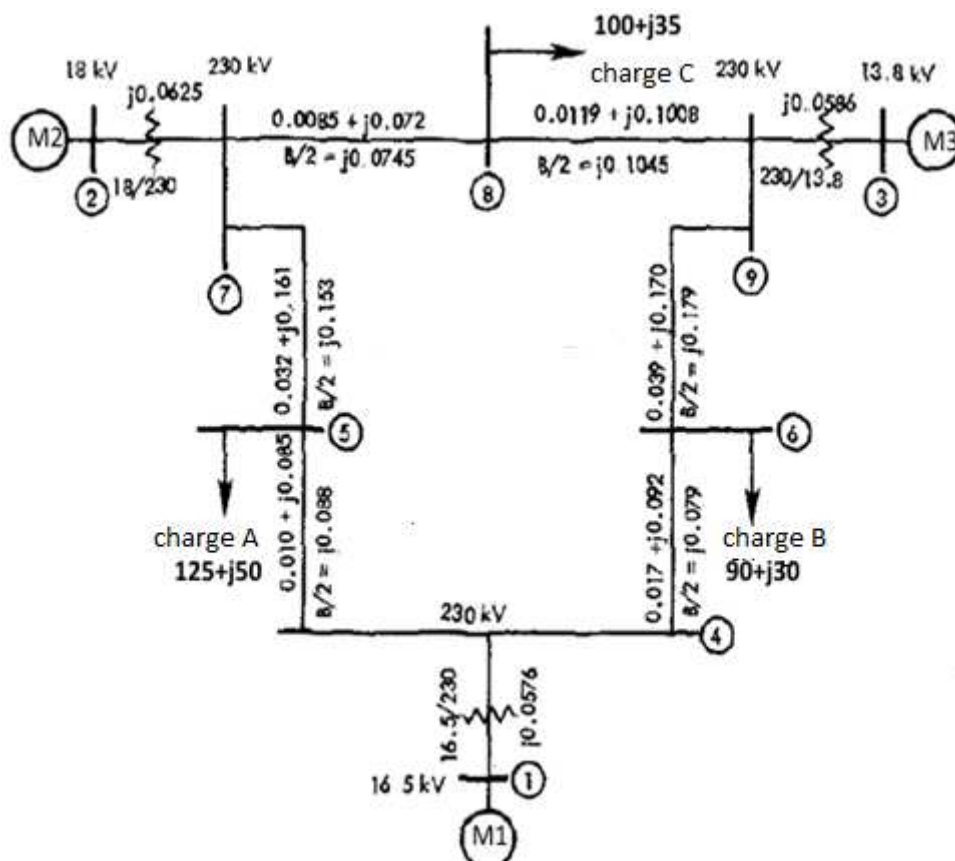 100+j35
charge C
18 kV
230 kV
230 kV
13.8 kV
j0.0625
j0.0586
M2
0.0085 + j0.072
0.0119 + j0.1008
M3
B/2 = j0.0745
B/2 = j0.1045
18/230
230/13.8
2
8
3
7
9
0.032 +j0.161
B/2 = j0.153
0.039 + j0.170
B/2 = j0.179
5
6
0.010 + j0.085
B/2 = j0.088
0.017 +j0.092
B/2 = j0.079
charge A
125+j50
charge B
90+j30
230 kV
4
16.5/230
j0.0576
16 5 kV
1
M1